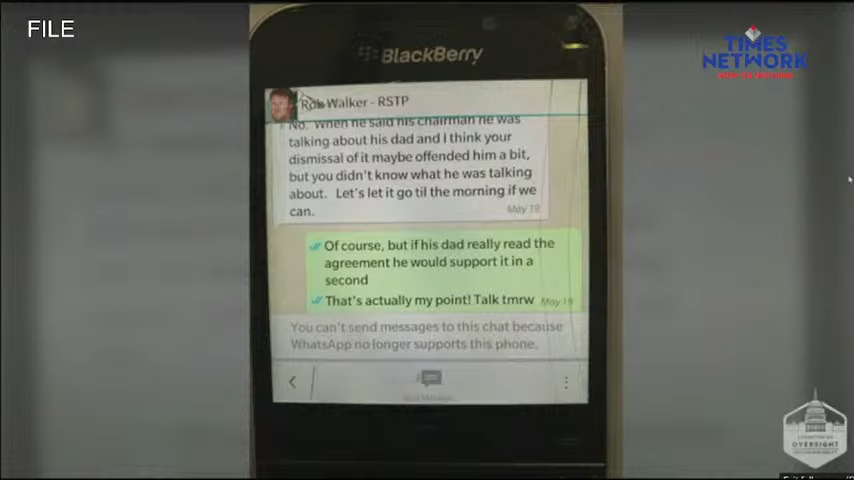 FILE
TIMES
NETWORK
BlackBerry
Rob Walker - RSTP
No. When he said his chairman he was
talking about his dad and I think your
dismissal of it maybe offended him a bit,
but you didn't know what he was talking
about. Let's let it go til the morning if we
can.
May 19
Of course, but if his dad really read the
agreement he would support it in a
second
That's actually my point! Talk tmrw May 19
You can't send messages to this chat because
WhatsApp no longer supports this phone.
OVERSIGHT